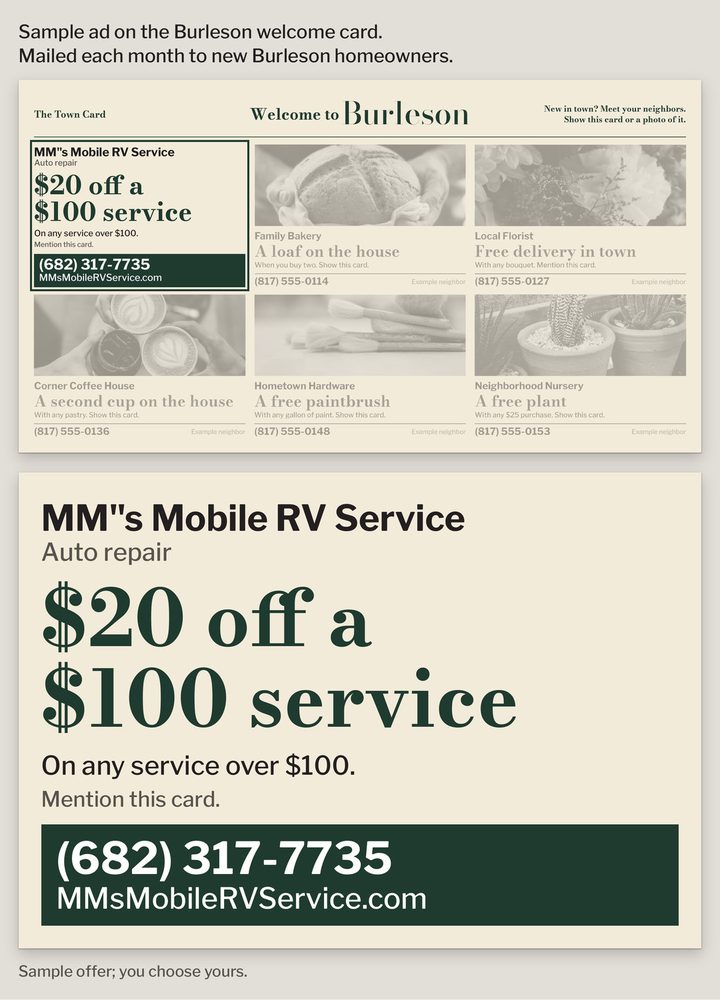 Sample ad on the Burleson welcome card.
Mailed each month to new Burleson homeowners.
The Town Card
Welcome to Burleson
New in town? Meet your neighbors.
Show this card or a photo of it.
MM"s Mobile RV Service
Auto repair
$20 off a
$100 service
On any service over $100.
Mention this card.
(682) 317-7735
MMsMobileRVService.com
Family Bakery
A loaf on the house
When you buy two. Show this card.
(817) 555-0114
Example neighbor
Local Florist
Free delivery in town
With any bouquet. Mention this card.
(817) 555-0127
Example neighbor
Corner Coffee House
A second cup on the house
With any pastry. Show this card.
(817) 555-0136
Example neighbor
Hometown Hardware
A free paintbrush
With any gallon of paint. Show this card.
(817) 555-0148
Example neighbor
Neighborhood Nursery
A free plant
With any $25 purchase. Show this card.
(817) 555-0153
Example neighbor
MM"s Mobile RV Service
Auto repair
$20 off a
$100 service
On any service over $100.
Mention this card.
(682) 317-7735
MMsMobileRVService.com
Sample offer; you choose yours.